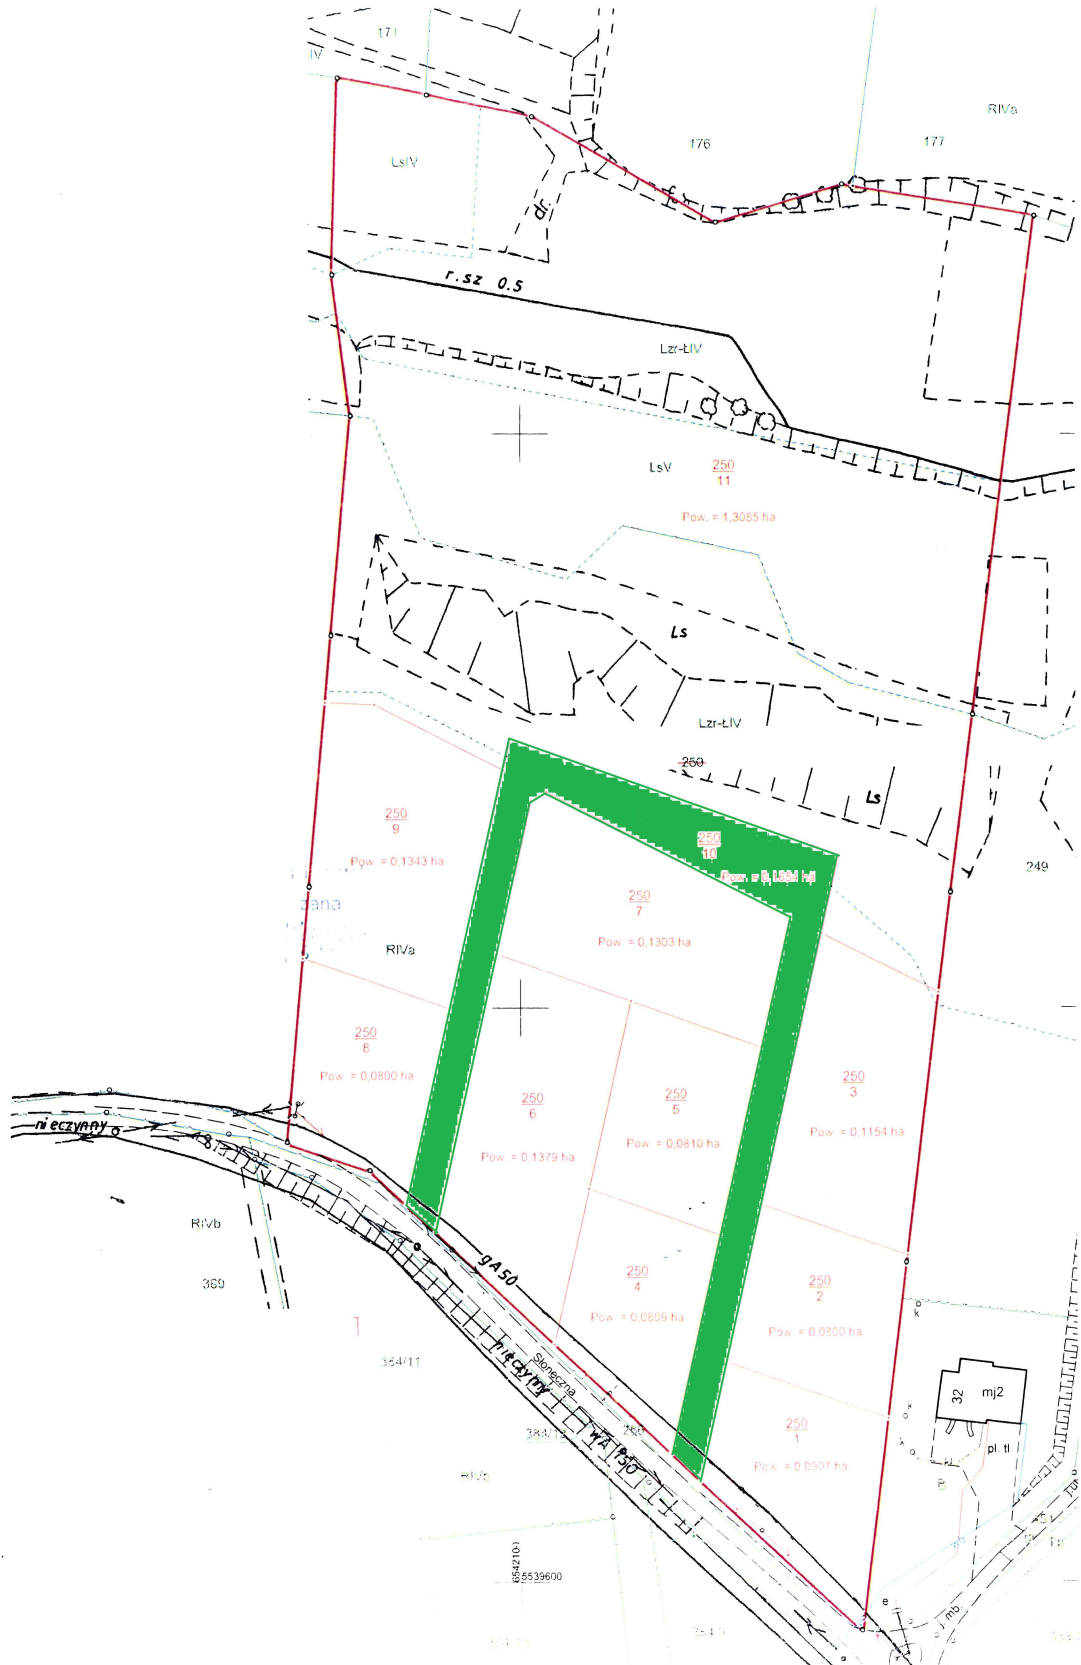 171
IV
RIVa
176
177
LsIV
dr.
r.sz 0.5
Lzr-ŁIV
LsV
250
11
Pow. = 1,3085 ha
Ls
Lzr-ŁIV
250
Ls
250
9
Pow. = 0,1343 ha
250
10
249
250
7
Pow. = 0,1303 ha
RIVa
250
8
Pow. = 0,0800 ha
250
6
Pow. = 0,1379 ha
250
5
Pow. = 0,0810 ha
250
3
Pow. = 0,1154 ha
nieczynny
RIVb
369
gA50
250
4
Pow. = 0,0809 ha
250
2
Pow. = 0,0800 ha
1
384/11
Słoneczna
nieczynny
wA150
k
32
mj2
k
k
pl. tl.
250
1
Pow. = 0,0907 ha
RIVb
B
5539600
e
mb.